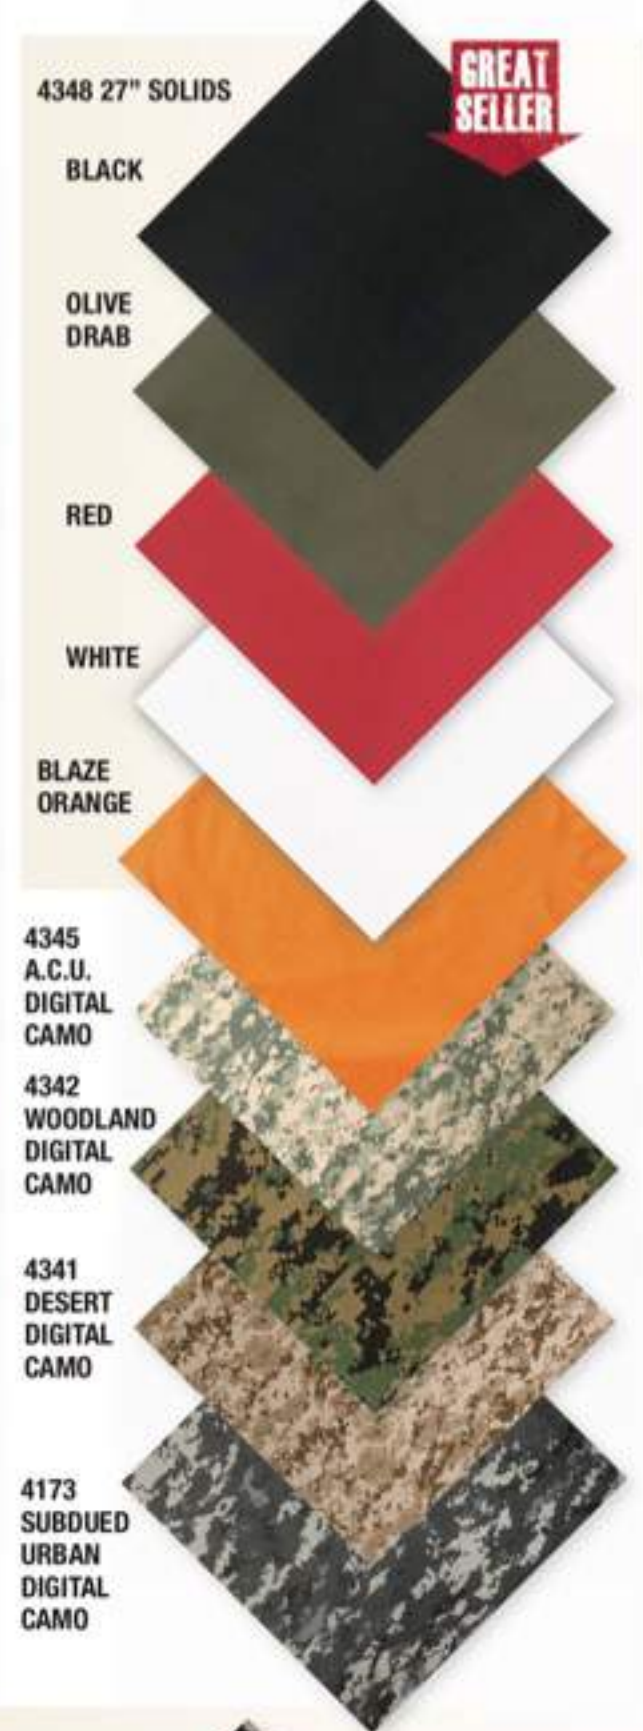 4348 27" SOLIDS
GREAT
SELLER
BLACK
OLIVE
DRAB
RED
WHITE
BLAZE
ORANGE
4345
A.C.U.
DIGITAL
CAMO
4342
WOODLAND
DIGITAL
CAMO
4341
DESERT
DIGITAL
CAMO
4173
SUBDUED
URBAN
DIGITAL
CAMO